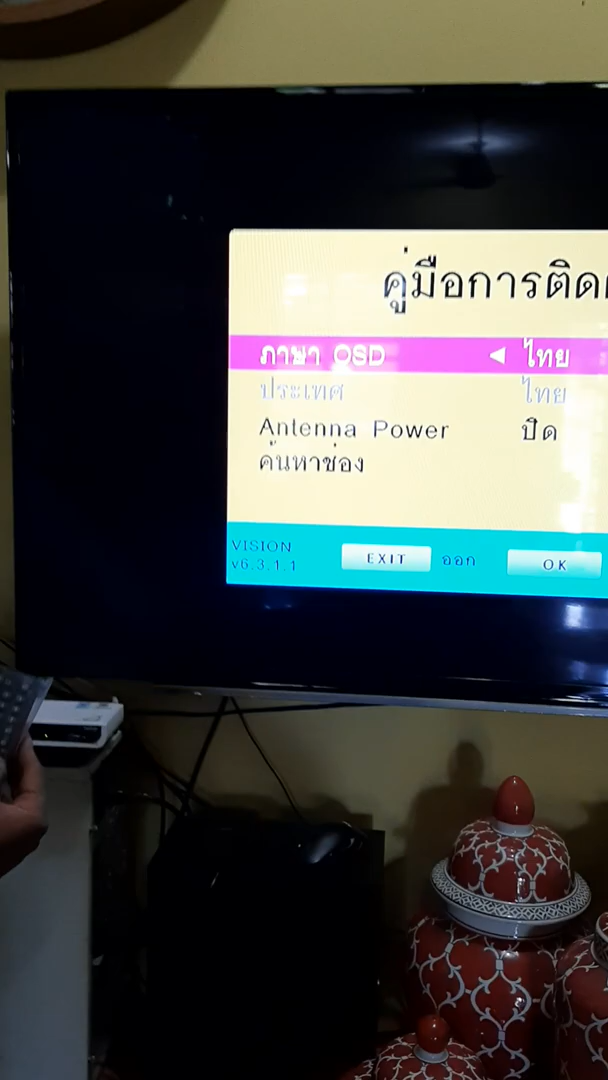 คู่มือการติด
ภาษา OSD ◀ ไทย
ประเทศ ไทย
Antenna Power ปิด
ค้นหาช่อง
VISION
v6.3.1.1
EXIT ออก OK